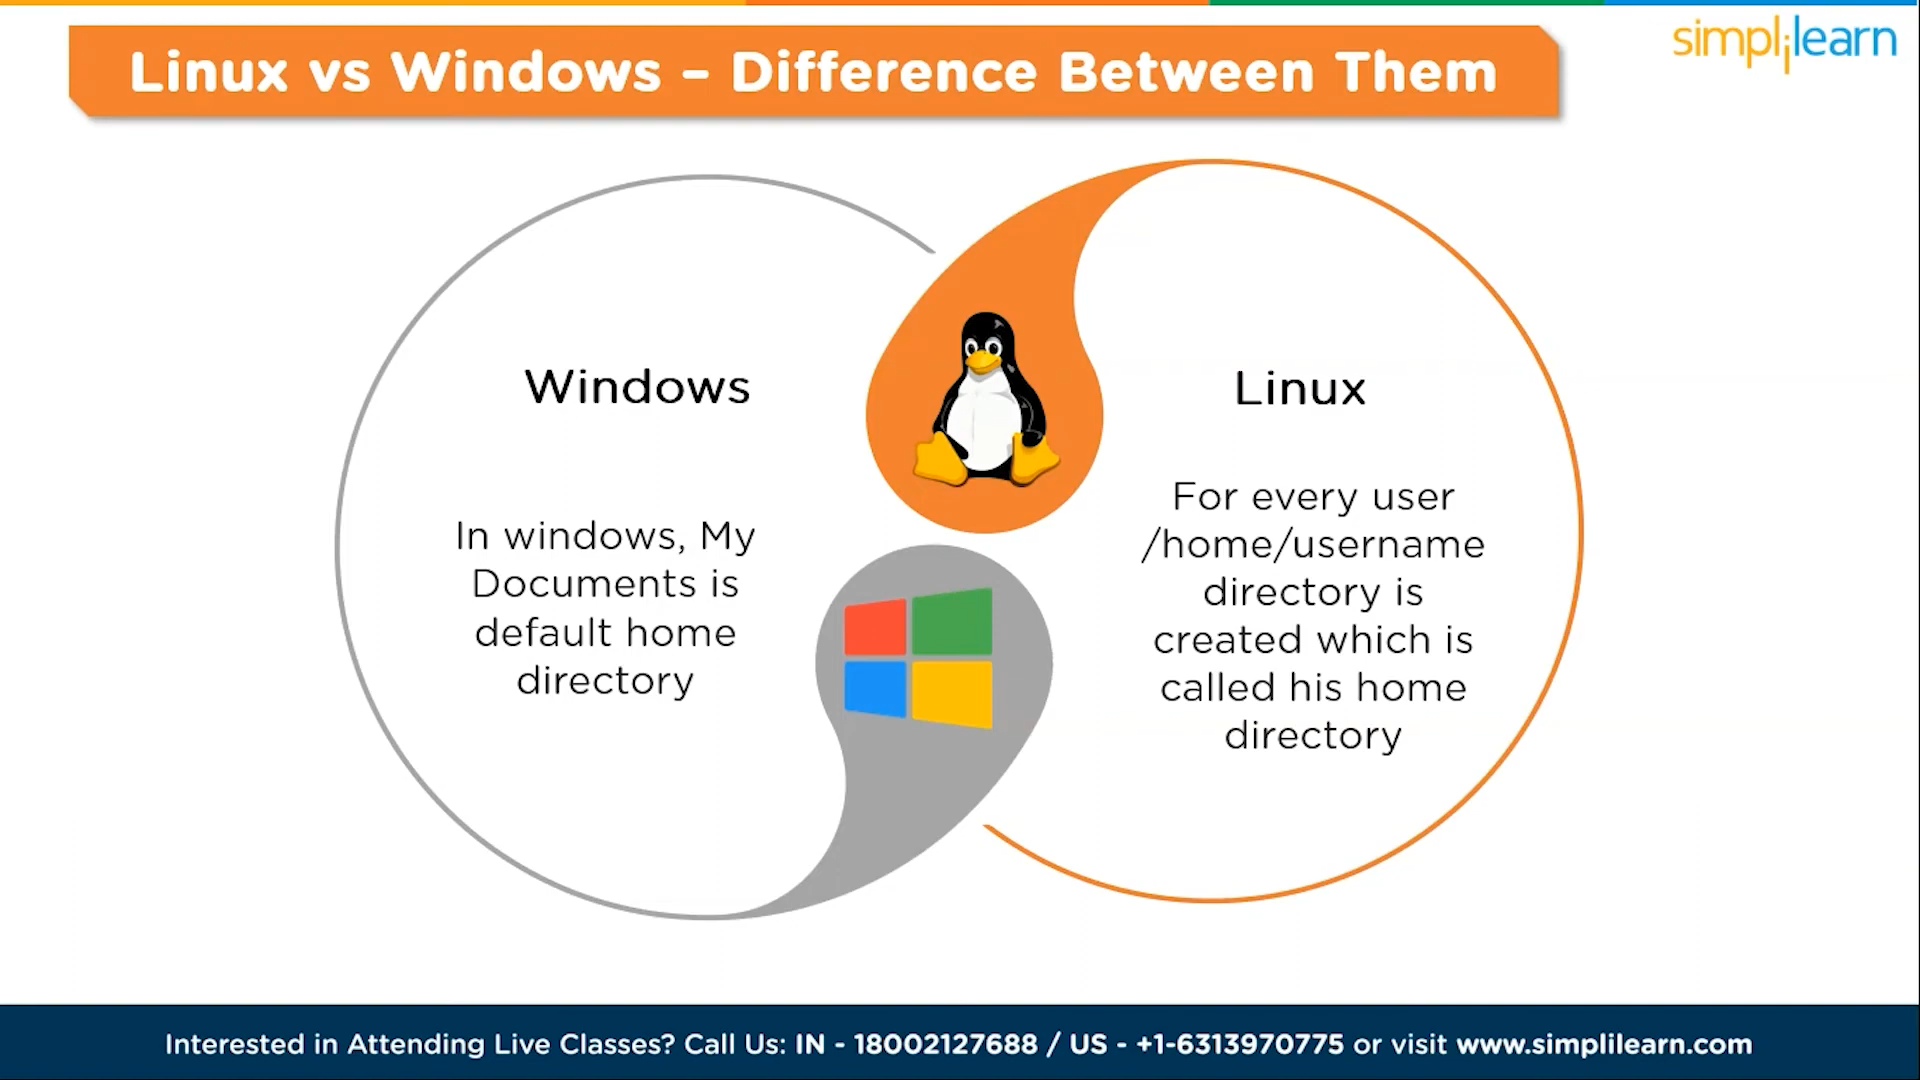 Linux vs Windows – Difference Between Them
simplilearn
Windows
In windows, My
Documents is
default home
directory
Linux
For every user
/home/username
directory is
created which is
called his home
directory
Interested in Attending Live Classes? Call Us: IN - 18002127688 / US - +1-6313970775 or visit www.simplilearn.com